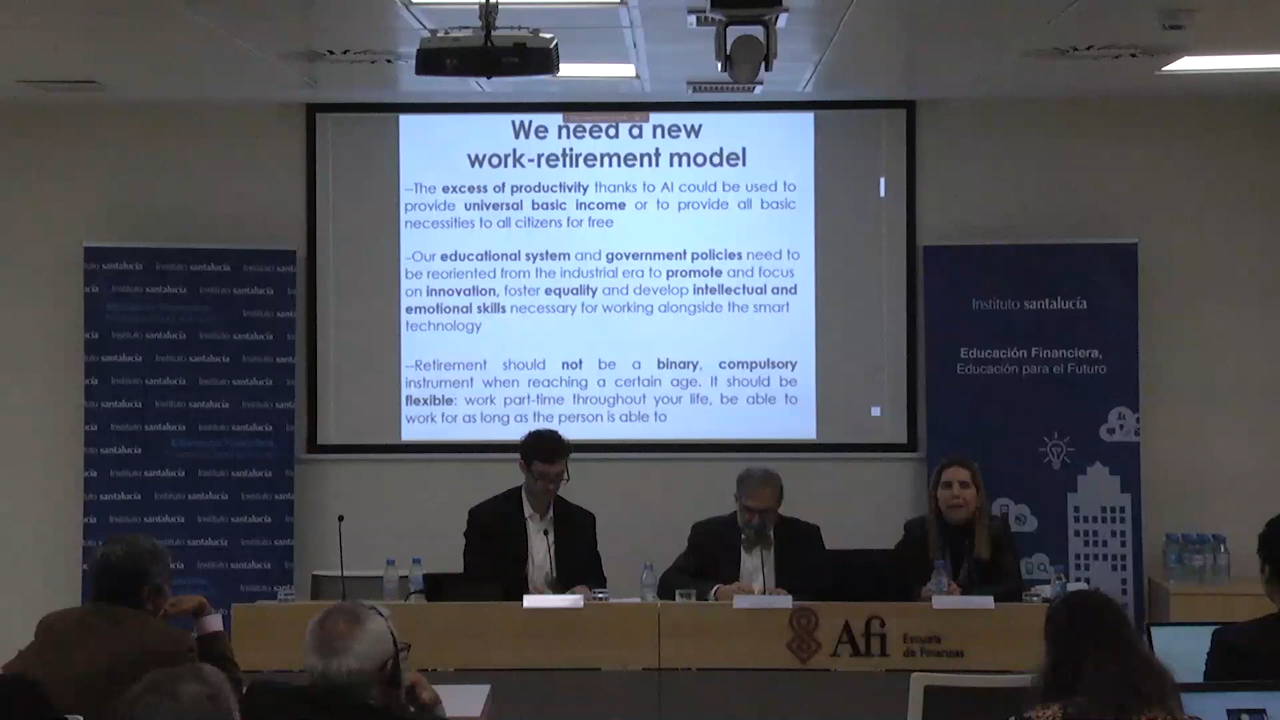 We need a new
work-retirement model
–The excess of productivity thanks to AI could be used to
provide universal basic income or to provide all basic
necessities to all citizens for free
-Our educational system and government policies need to
be reoriented from the industrial era to promote and focus
on innovation, foster equality and develop intellectual and
emotional skills necessary for working alongside the smart
technology
–Retirement should not be a binary, compulsory
instrument when reaching a certain age. It should be
flexible: work part-time throughout your life, be able to
work for as long as the person is able to
Instituto santalucía
Instituto santalucía
Educación Financiera,
Educación para el Futuro
Afi Escuela
de Finanzas